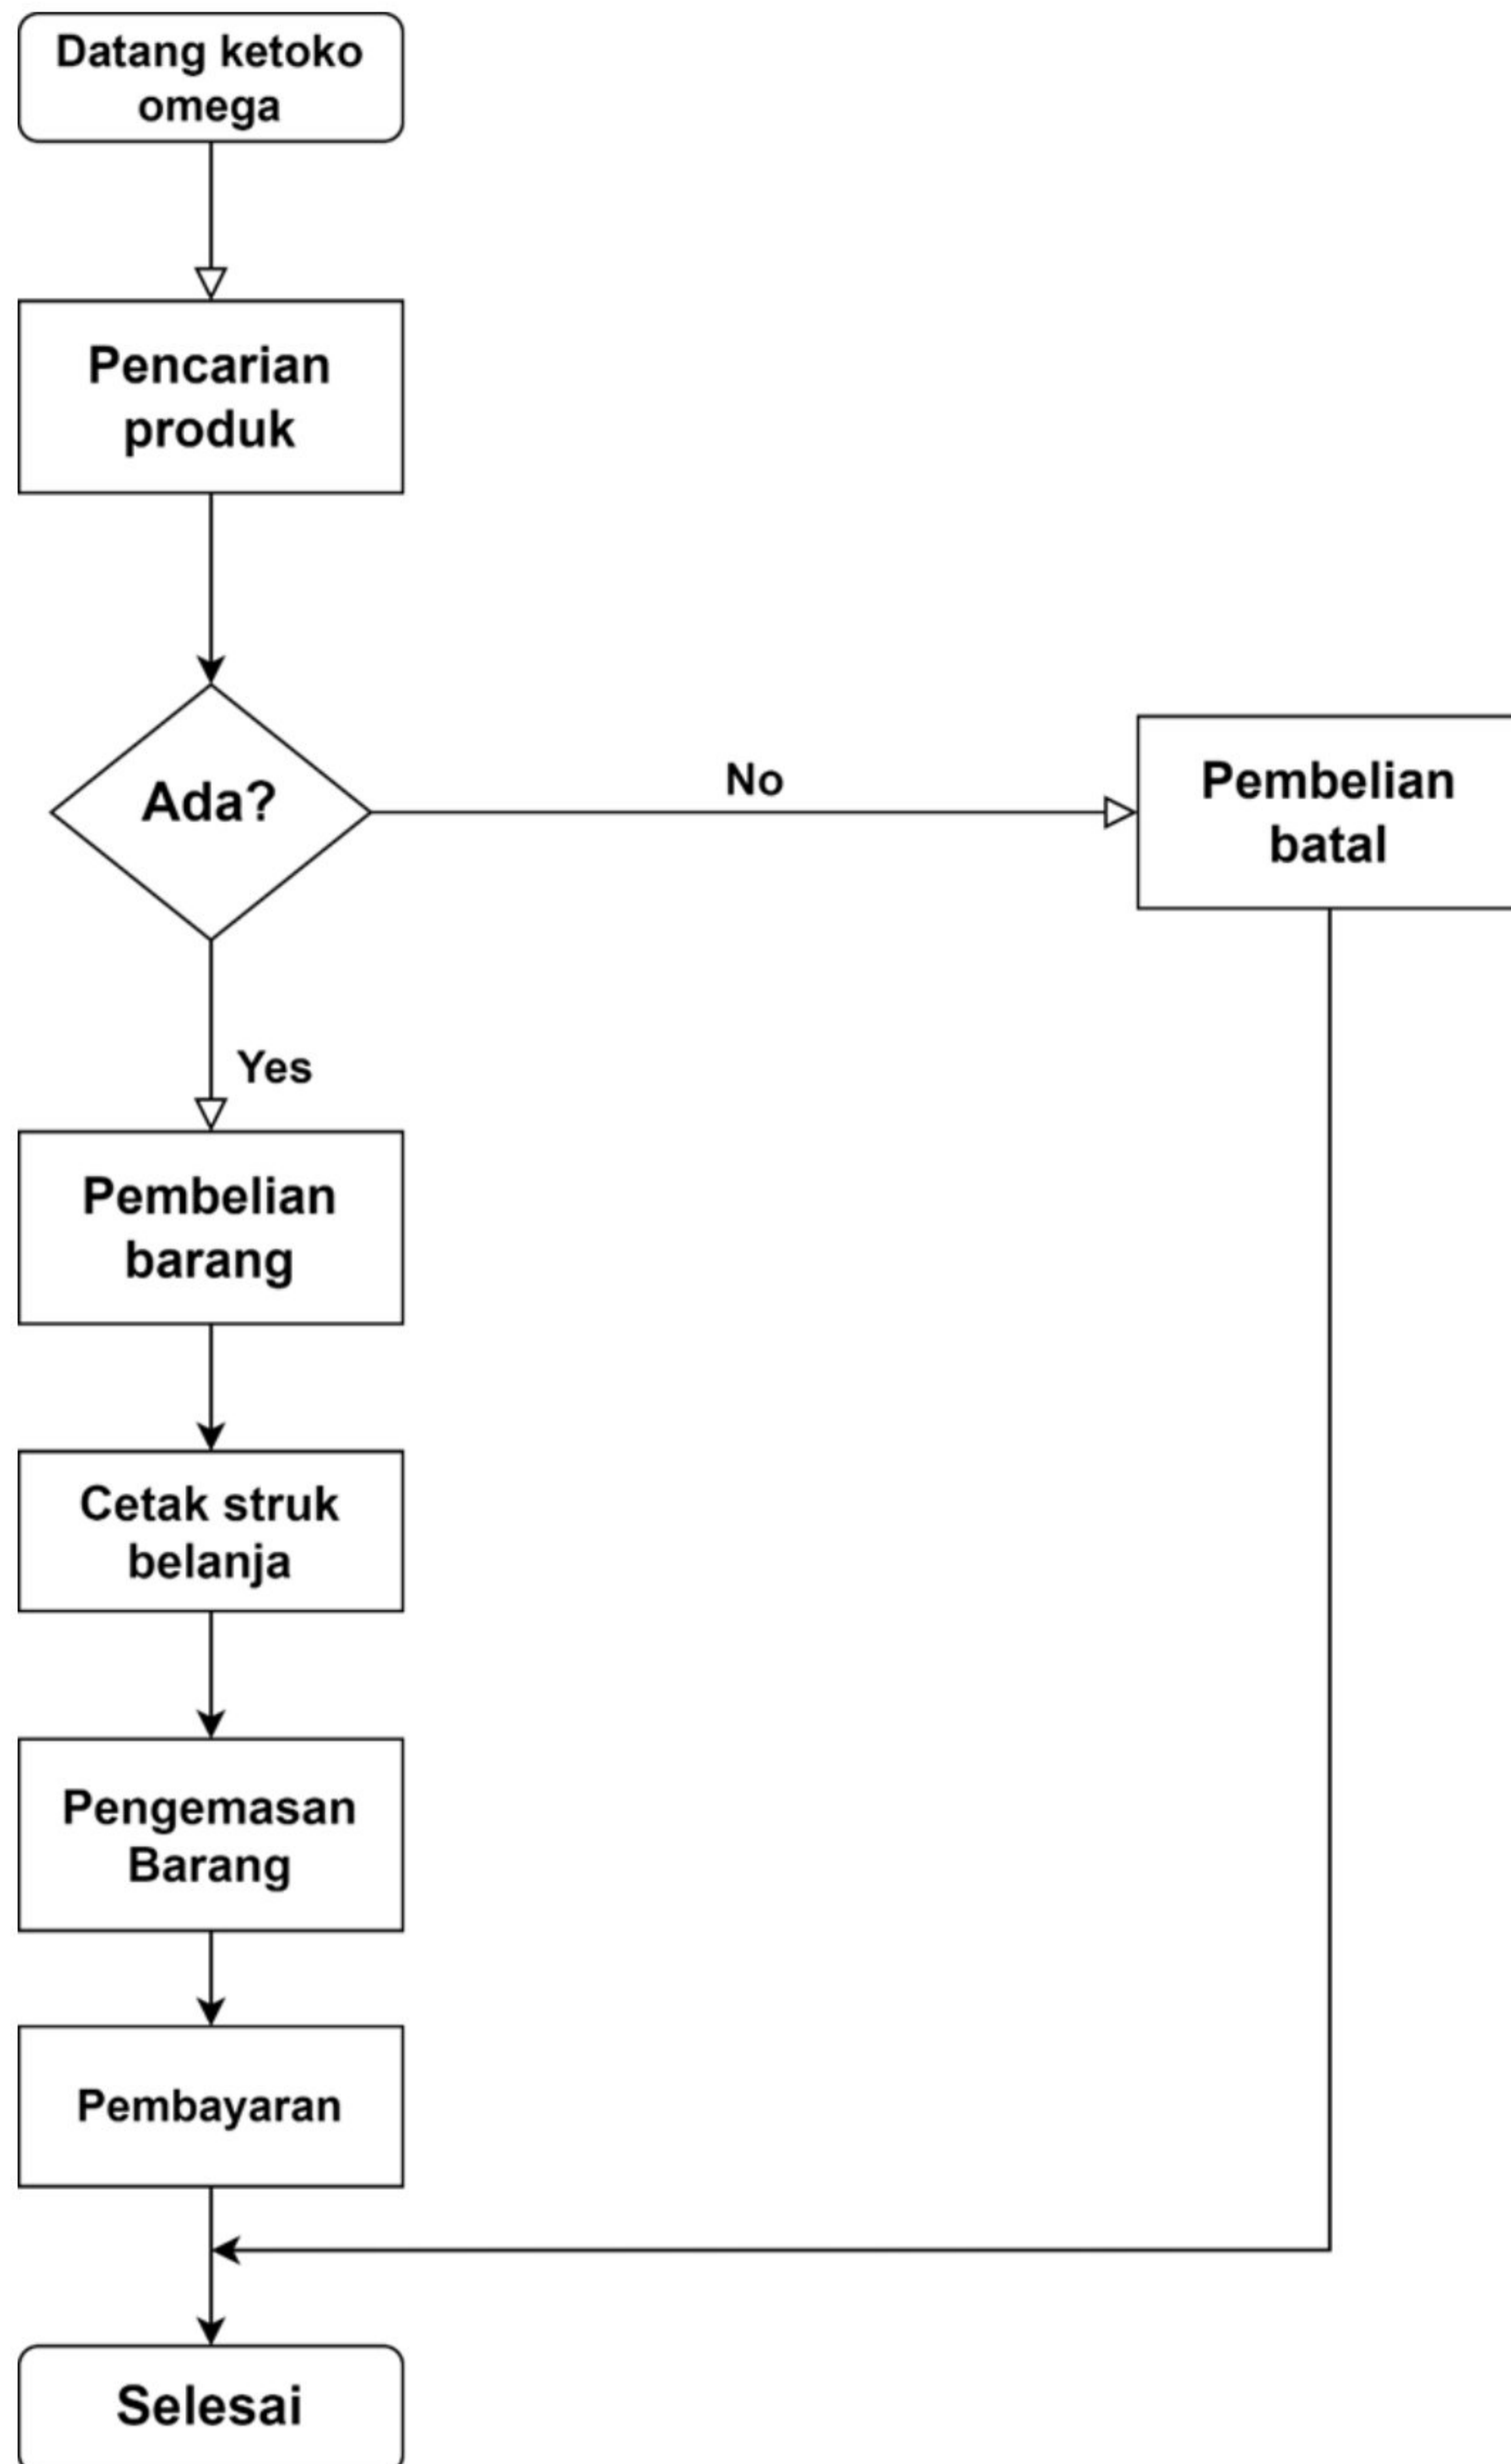 Datang ketoko
omega
Pencarian
produk
Ada?
No
Pembelian
batal
Yes
Pembelian
barang
Cetak struk
belanja
Pengemasan
Barang
Pembayaran
Selesai